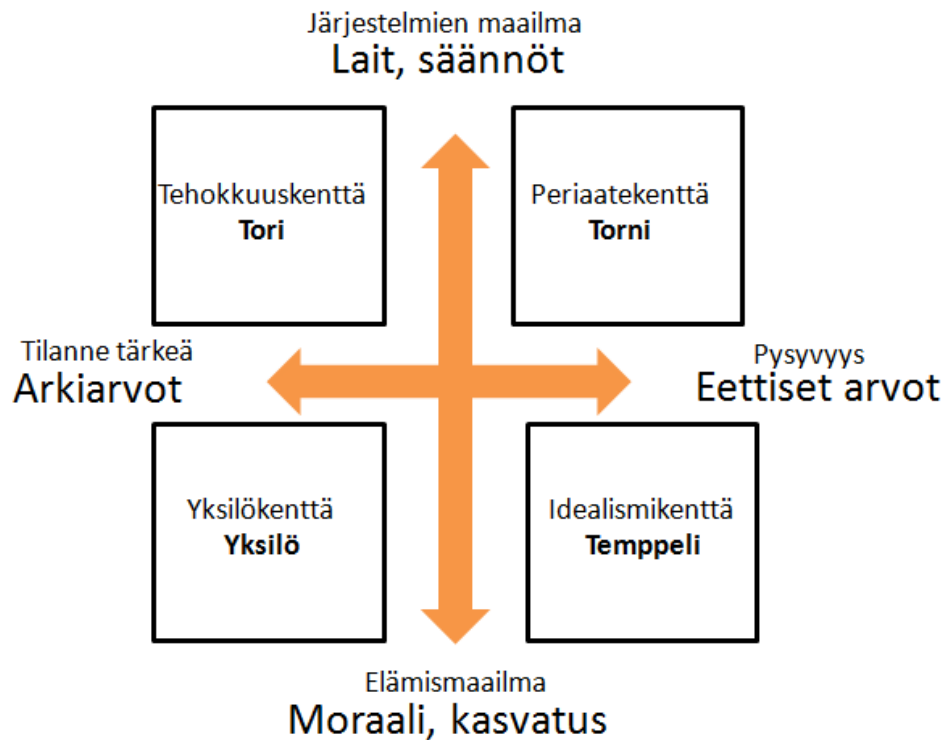 Järjestelmien maailma
Lait, säännöt
Tehokkuuskenttä
Tori
Periaatekenttä
Torni
Tilanne tärkeä
Arkiarvot
Pysyvyys
Eettiset arvot
Yksilökenttä
Yksilö
Idealismikenttä
Temppeli
Elämismaailma
Moraali, kasvatus